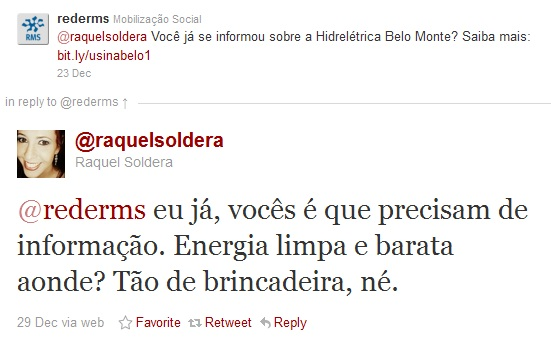 rederms Mobilização Social
@raquelsoldera Você já se informou sobre a Hidrelétrica Belo Monte? Saiba mais:
bit.ly/usinabelo1
RMS
23 Dec
in reply to @rederms ↑
@raquelsoldera
Raquel Soldera
@rederms eu já, vocês é que precisam de
informação. Energia limpa e barata
aonde? Tão de brincadeira, né.
29 Dec via web Favorite Retweet Reply